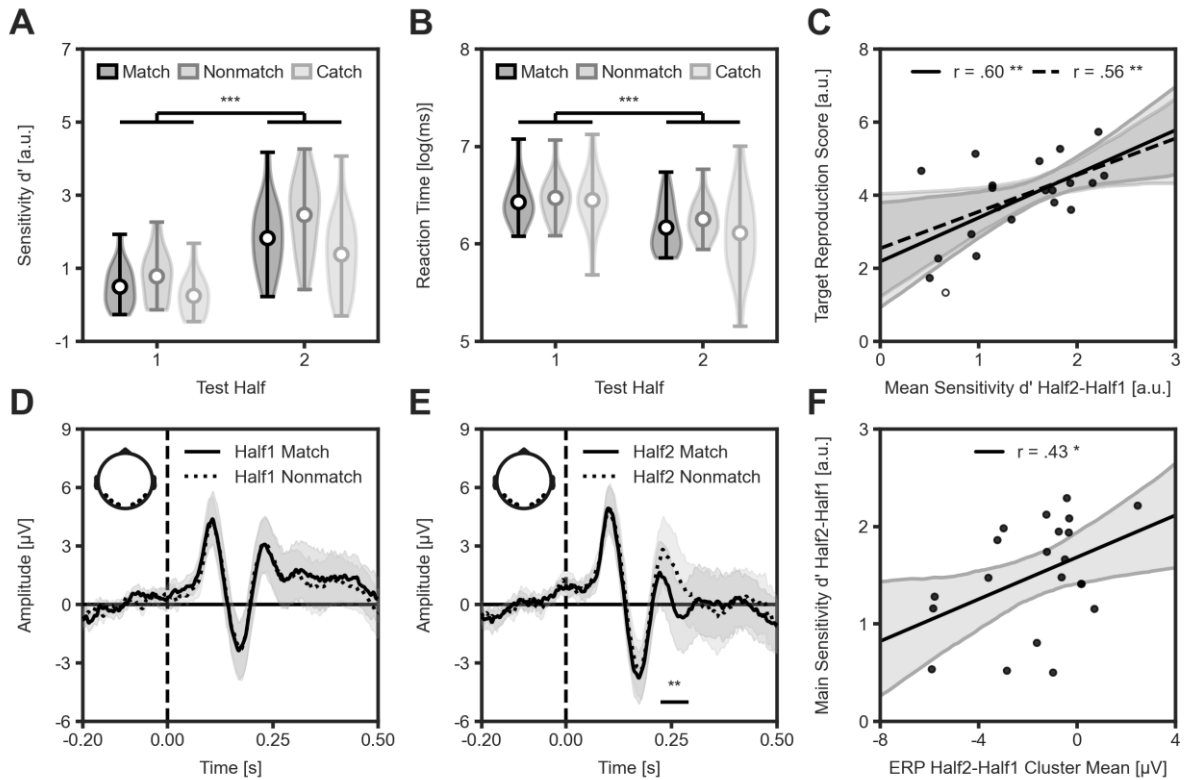 A
7
Match
Nonmatch
Catch
***
5
3
1
-1
Sensitivity d' [a.u.]
1
2
Test Half
B
8
Match
Nonmatch
Catch
***
7
6
5
Reaction Time [log(ms)]
1
2
Test Half
C
8
r = .60 **
r = .56 **
6
4
2
0
Target Reproduction Score [a.u.]
0
1
2
3
Mean Sensitivity d' Half2-Half1 [a.u.]
D
9
Half1 Match
Half1 Nonmatch
6
3
0
-3
-6
Amplitude [µV]
-0.20
0.00
0.25
0.50
Time [s]
E
9
Half2 Match
Half2 Nonmatch
6
3
0
-3
**
-6
Amplitude [µV]
-0.20
0.00
0.25
0.50
Time [s]
F
3
r = .43 *
2
1
0
Main Sensitivity d' Half2-Half1 [a.u.]
-8
-4
0
4
ERP Half2-Half1 Cluster Mean [µV]